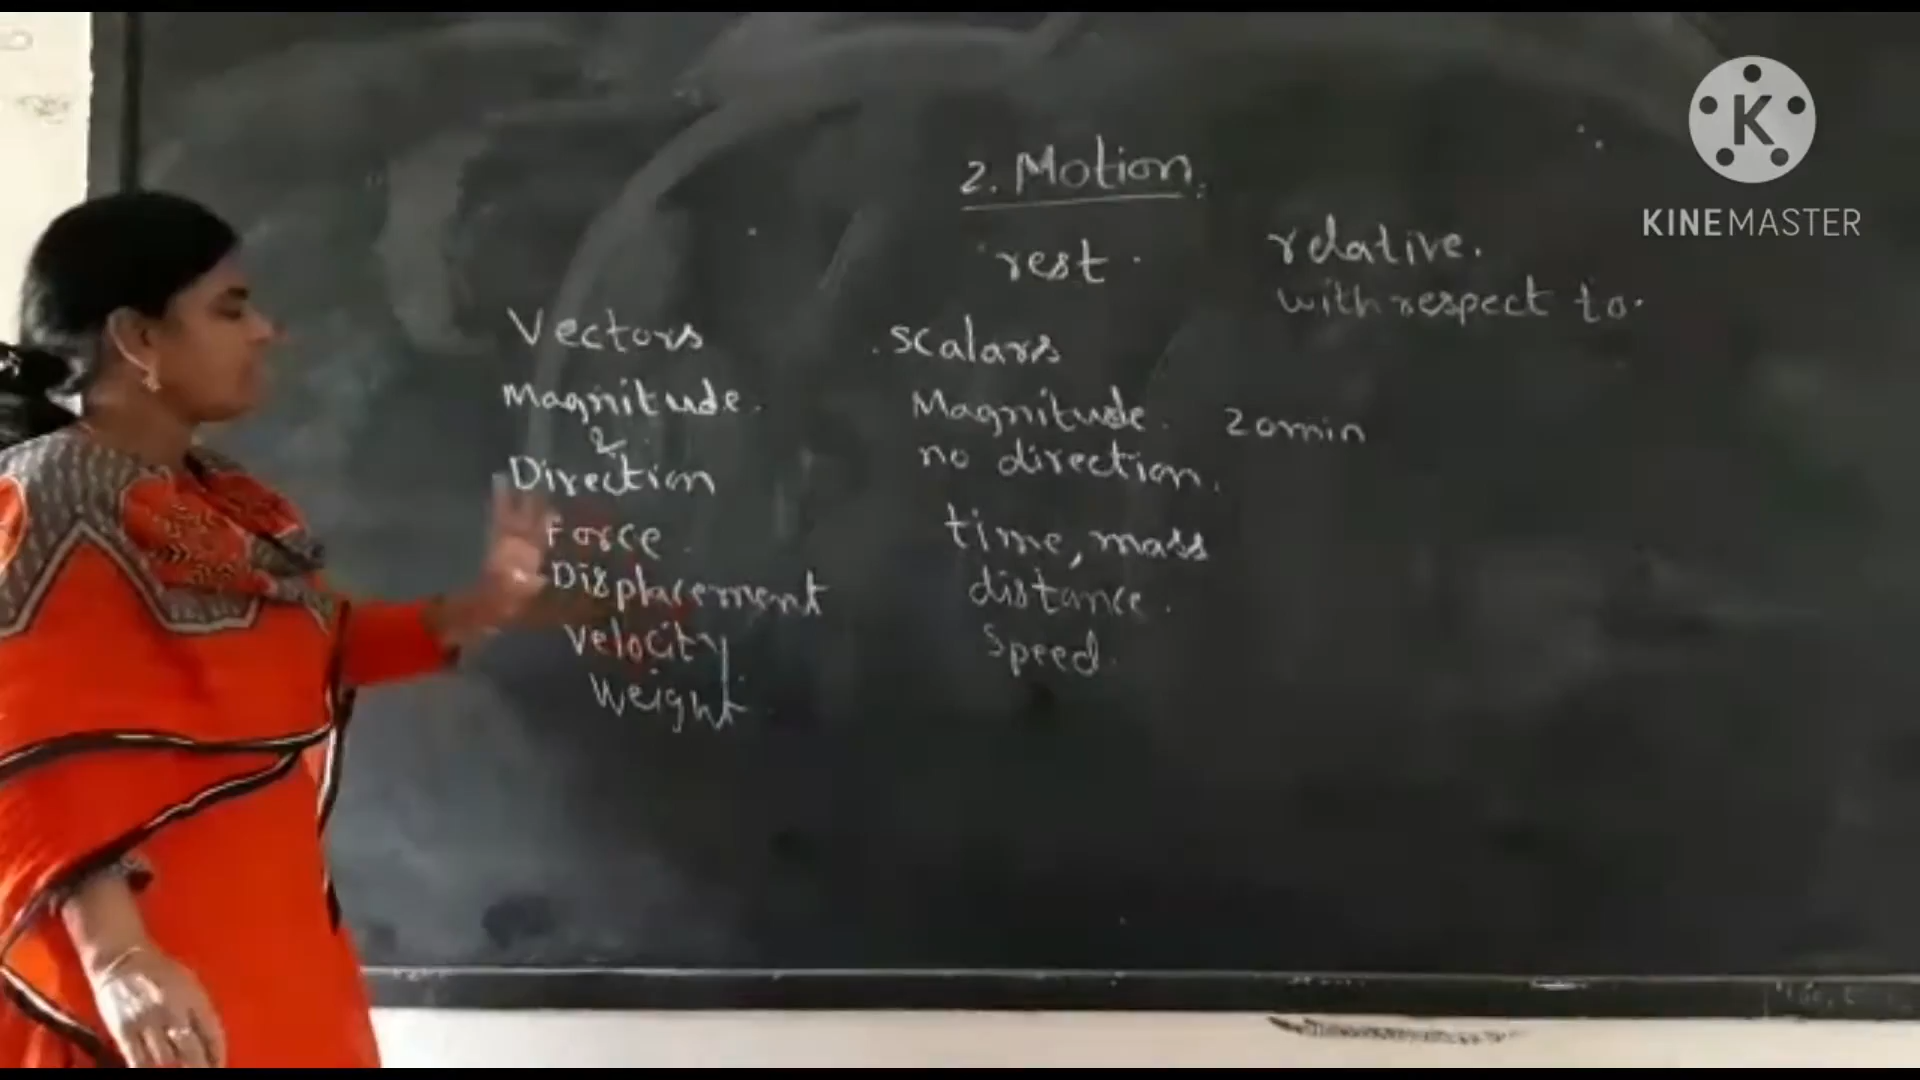 2. Motion.
rest.
relative.
with respect to.
Vectors
Magnitude.
&
Direction
Force.
Displacement
Velocity
Weight
scalars
Magnitude. 20min
no direction.
time, mass
distance.
Speed.
K
KINEMASTER